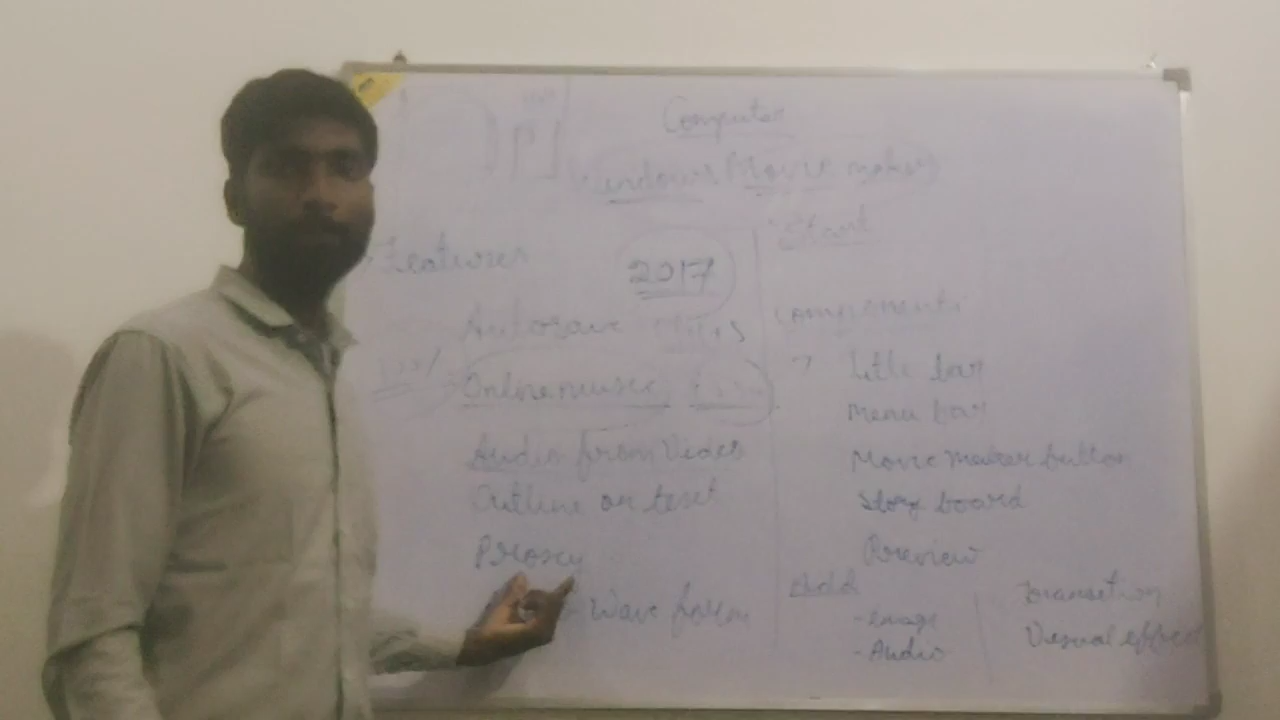 Computer
Windows Movie maker
Features
2017
Autosave
Online music
Audio from Video
Outline on text
Proxy
- Wave form
Start
Components
Title bar
Menu bar
Movie maker button
Story board
Preview
Add
- image
- Audio
Transetion
Visual effect